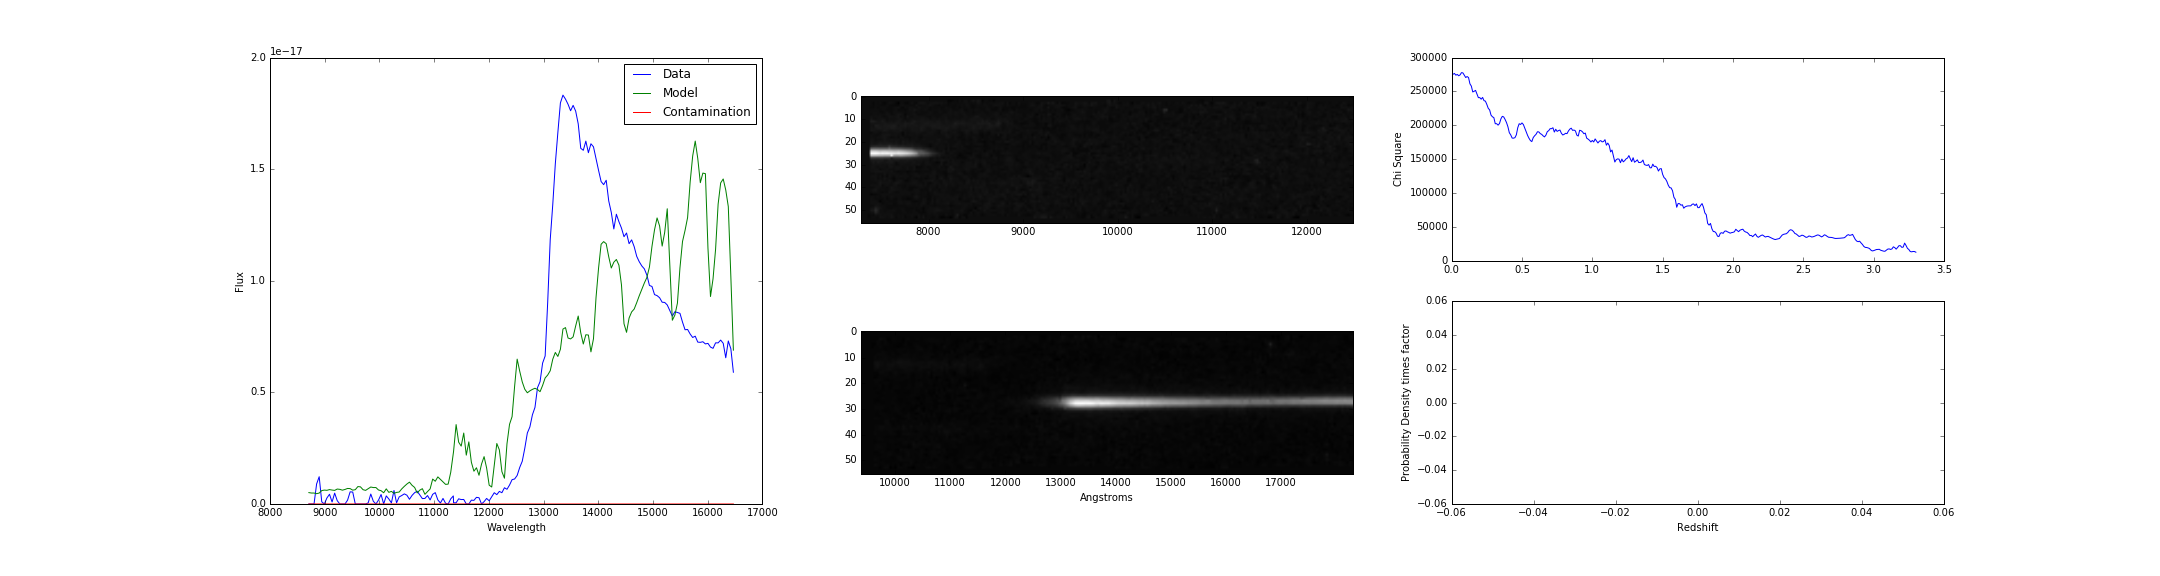 1e−17
2.0
1.5
1.0
0.5
0.0
Flux
8000 9000 10000 11000 12000 13000 14000 15000 16000 17000
Wavelength
Data
Model
Contamination
0
10
20
30
40
50
8000 9000 10000 11000 12000
0
10
20
30
40
50
10000 11000 12000 13000 14000 15000 16000 17000
Angstroms
300000
250000
200000
150000
100000
50000
0
Chi Square
0.0 0.5 1.0 1.5 2.0 2.5 3.0 3.5
0.06
0.04
0.02
0.00
−0.02
−0.04
−0.06
Probability Density times factor
−0.06 −0.04 −0.02 0.00 0.02 0.04 0.06
Redshift